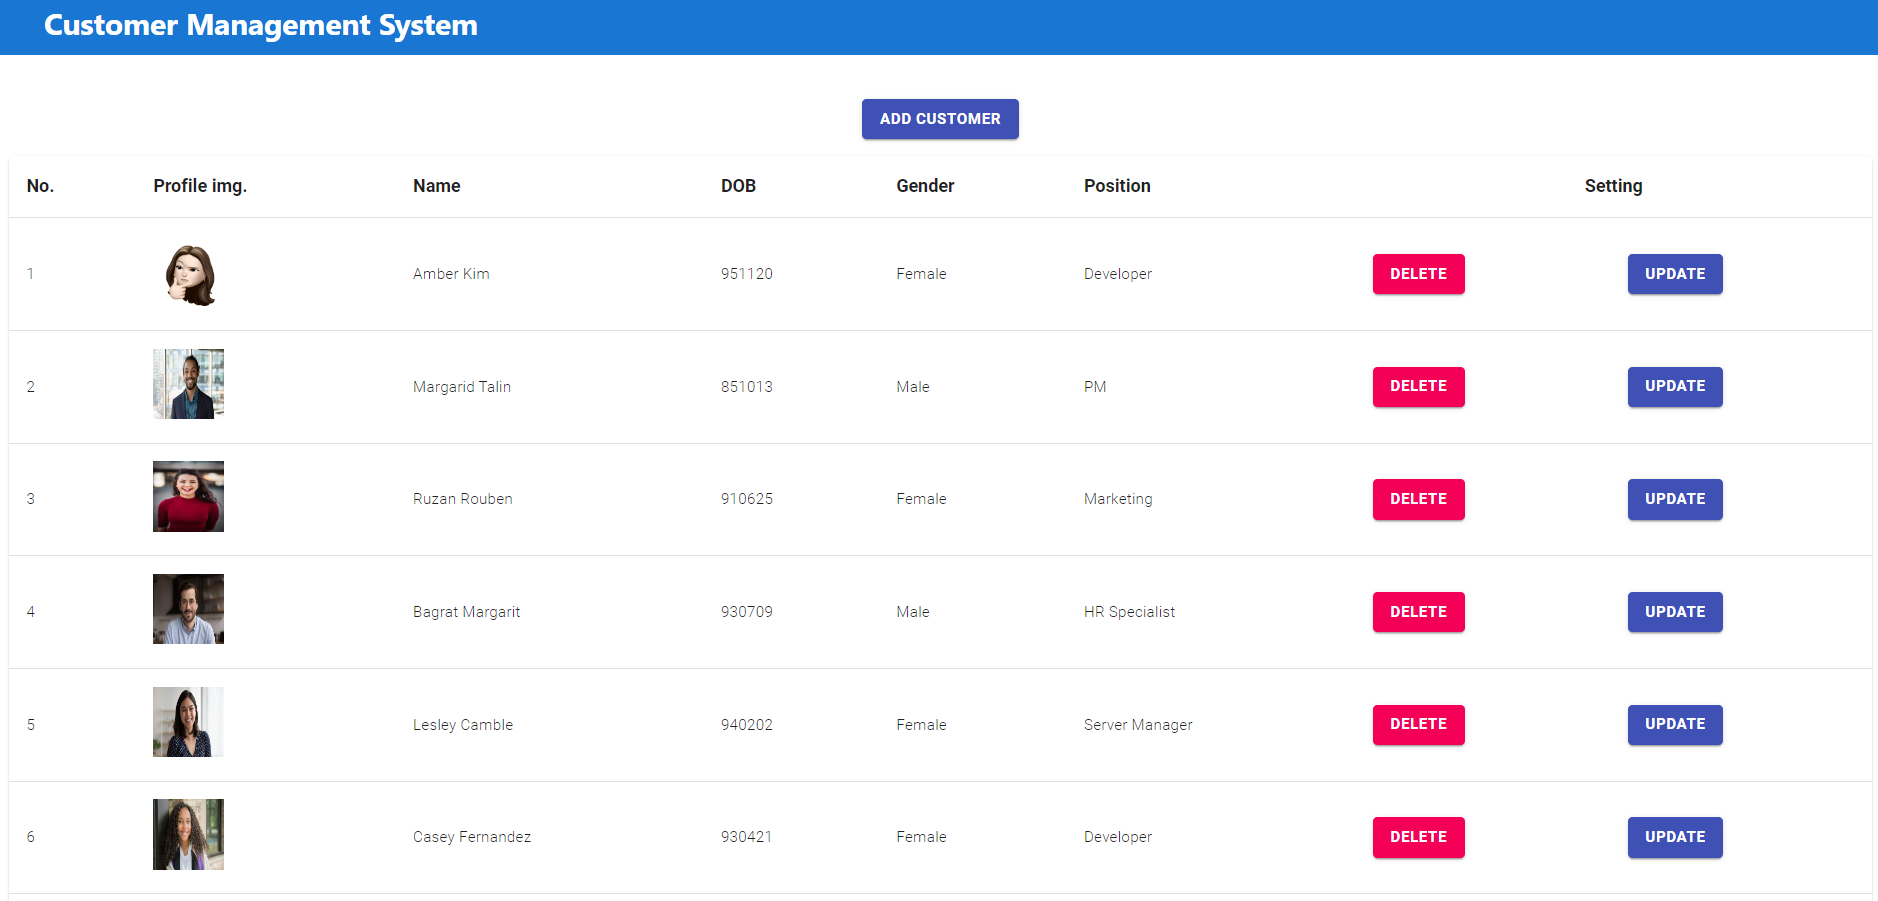 Customer Management System
ADD CUSTOMER
No. Profile img. Name DOB Gender Position Setting
1 Amber Kim 951120 Female Developer DELETE UPDATE
2 Margarid Talin 851013 Male PM DELETE UPDATE
3 Ruzan Rouben 910625 Female Marketing DELETE UPDATE
4 Bagrat Margarit 930709 Male HR Specialist DELETE UPDATE
5 Lesley Camble 940202 Female Server Manager DELETE UPDATE
6 Casey Fernandez 930421 Female Developer DELETE UPDATE